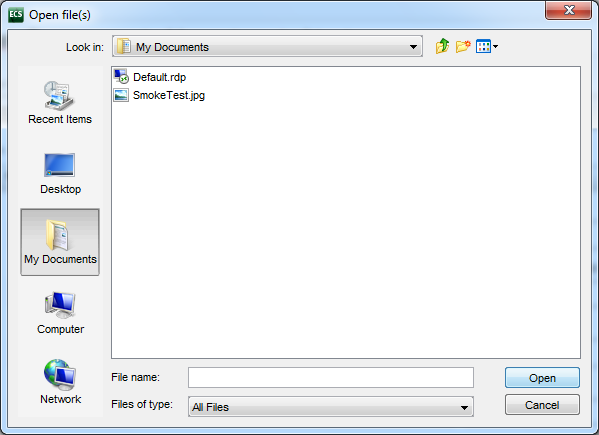 ECS Open file(s)
Look in: My Documents
Default.rdp
SmokeTest.jpg
Recent Items
Desktop
My Documents
Computer
Network
File name:
Open
Files of type: All Files
Cancel